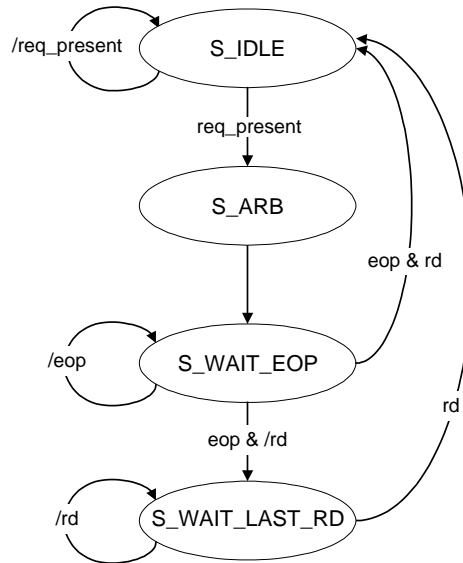 /req_present
S_IDLE
req_present
S_ARB
eop & rd
/eop
S_WAIT_EOP
rd
eop & /rd
/rd
S_WAIT_LAST_RD